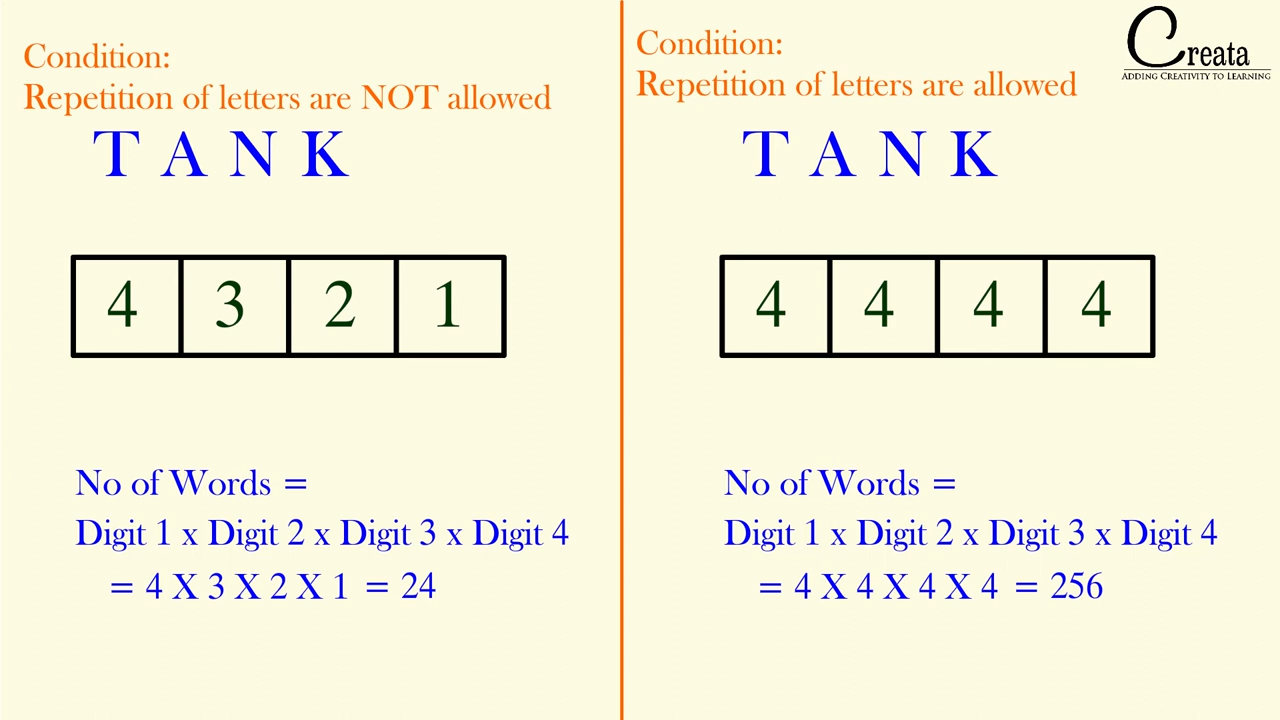 Condition:
Repetition of letters are NOT allowed
T A N K
4 3 2 1
No of Words =
Digit 1 x Digit 2 x Digit 3 x Digit 4
= 4 X 3 X 2 X 1 = 24
Creata
ADDING CREATIVITY TO LEARNING
Condition:
Repetition of letters are allowed
T A N K
4 4 4 4
No of Words =
Digit 1 x Digit 2 x Digit 3 x Digit 4
= 4 X 4 X 4 X 4 = 256